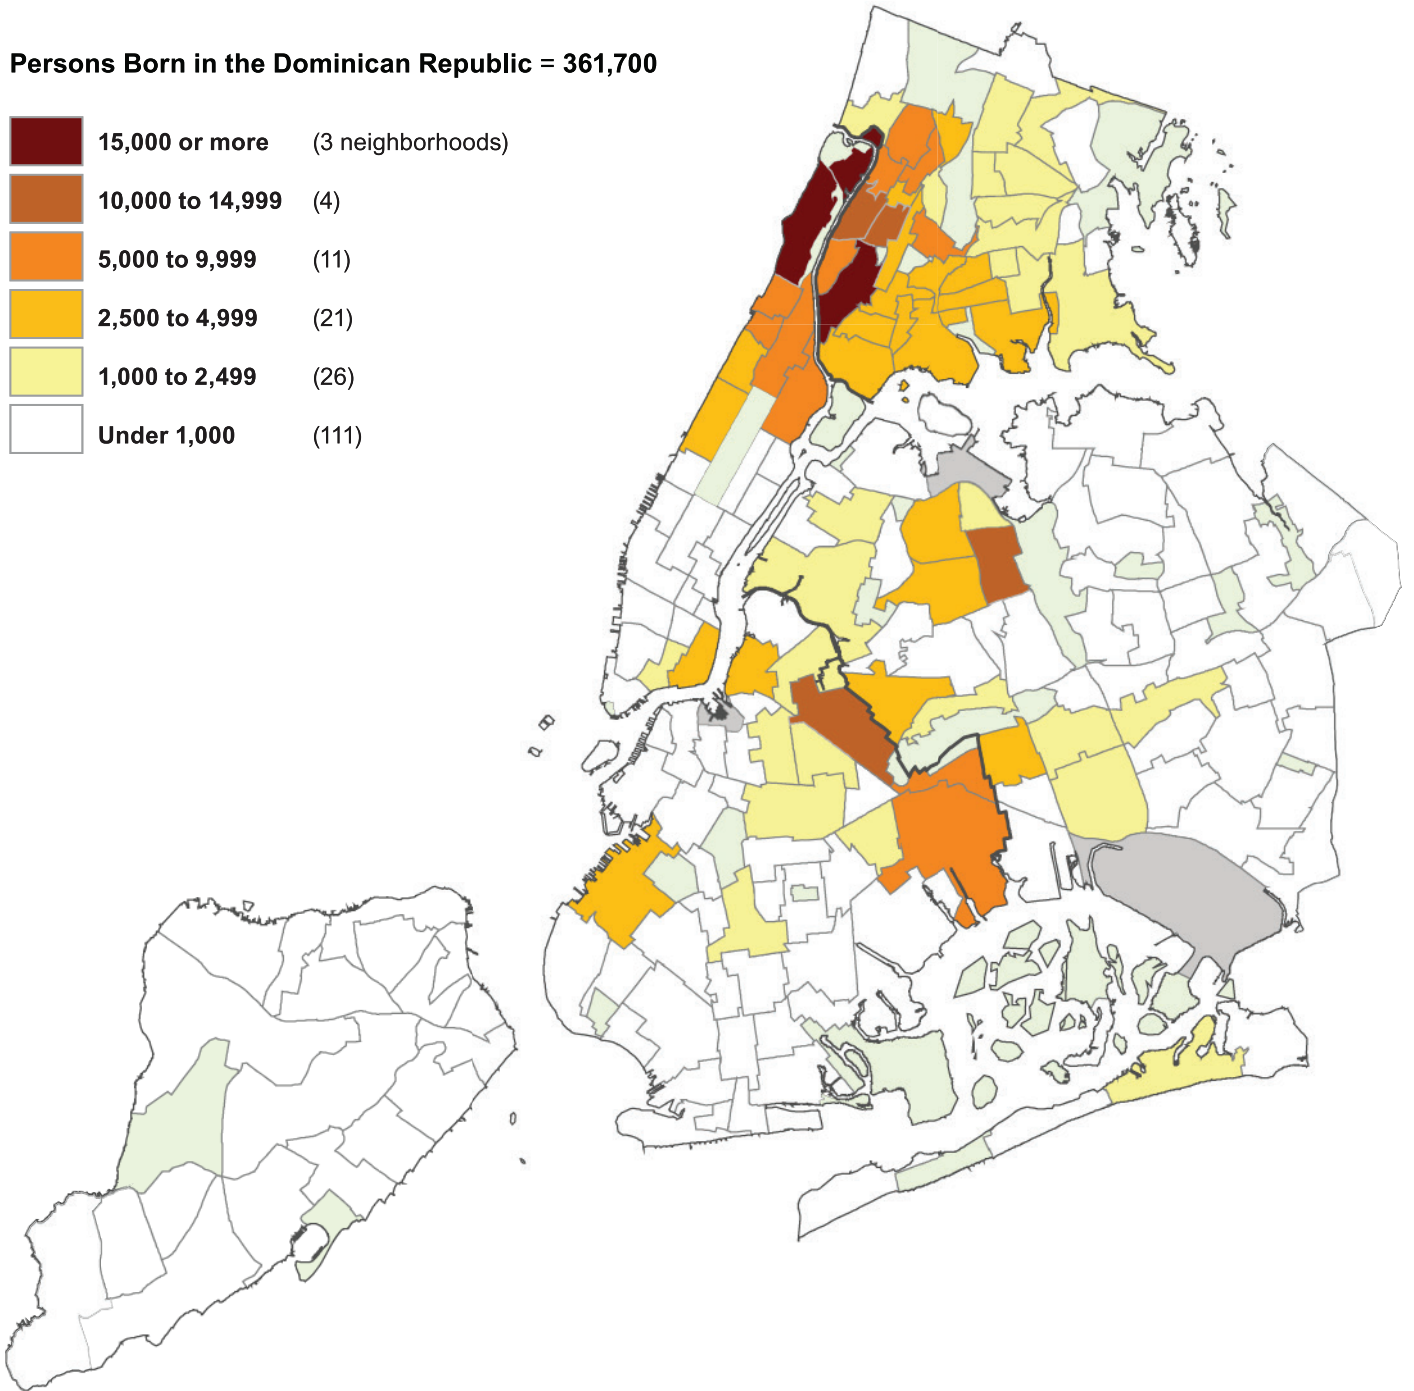 Persons Born in the Dominican Republic = 361,700
15,000 or more (3 neighborhoods)
10,000 to 14,999 (4)
5,000 to 9,999 (11)
2,500 to 4,999 (21)
1,000 to 2,499 (26)
Under 1,000 (111)